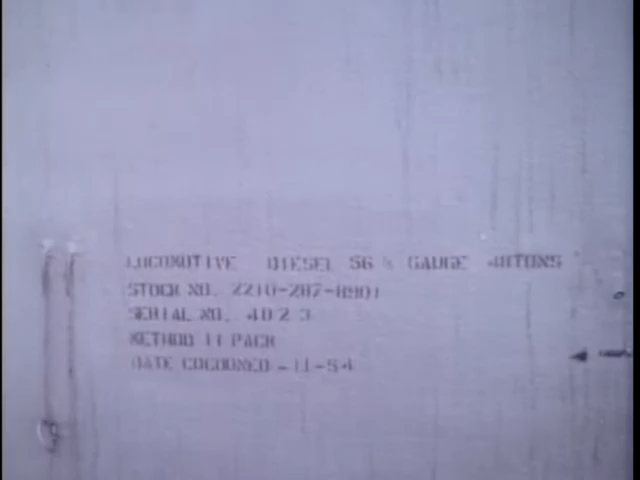 LOCOMOTIVE DIESEL 56 ½ GAUGE 48TONS
STOCK NO. 2210-287-8901
SERIAL NO. 4023
METHOD II PACK
DATE COCOONED -11-54